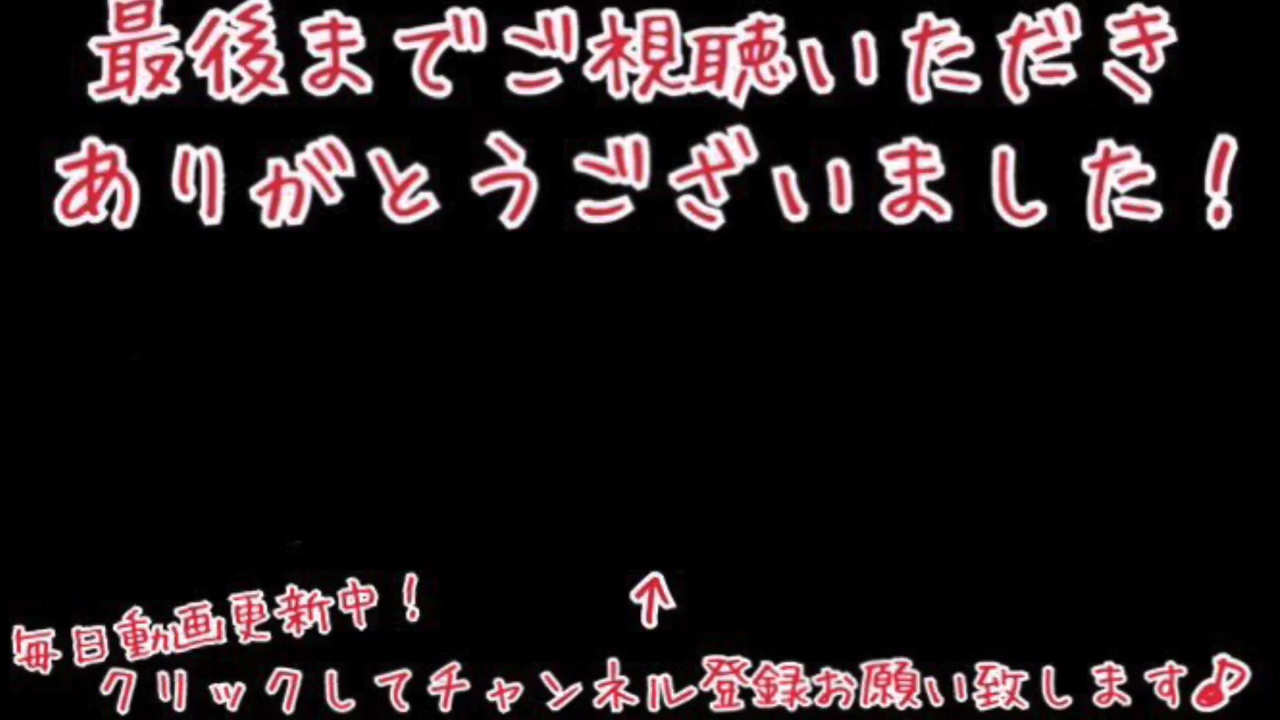 最後までご視聴いただき
ありがとうございました!
毎日動画更新中!
↑
クリックしてチャンネル登録お願い致します♪